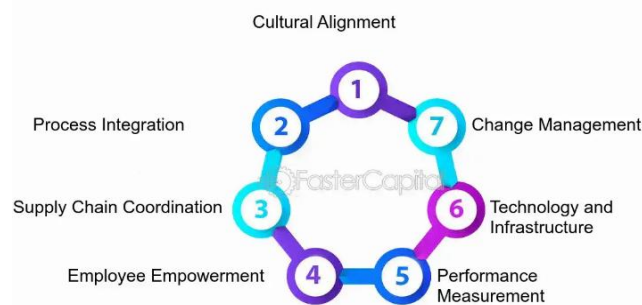 Cultural Alignment
1
2
7
Process Integration
Change Management
FasterCapital
3
6
Supply Chain Coordination
Technology and
Infrastructure
4
5
Employee Empowerment
Performance
Measurement